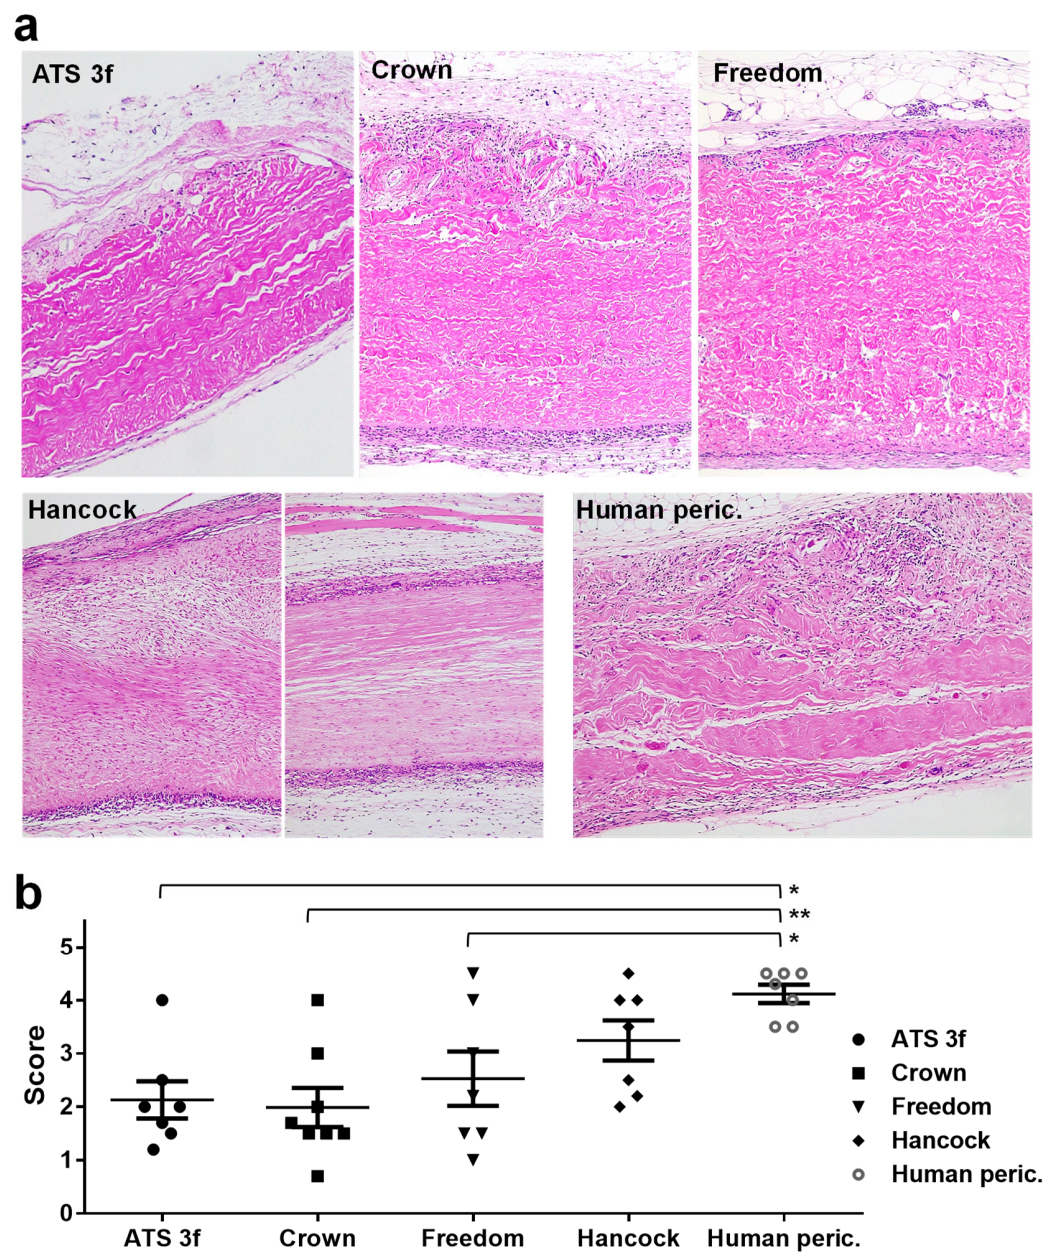 a
ATS 3f
Crown
Freedom
Hancock
Human peric.
b
*
**
*
5
4
3
2
1
0
Score
ATS 3f
Crown
Freedom
Hancock
Human peric.
ATS 3f
Crown
Freedom
Hancock
Human peric.